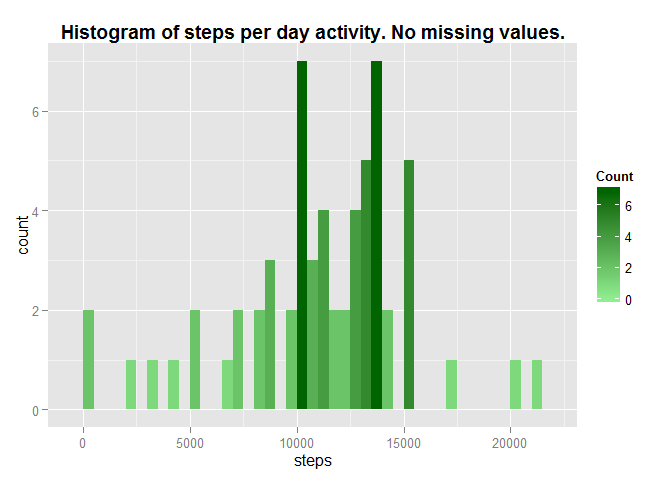 Histogram of steps per day activity. No missing values.
count
6
4
2
0
0 5000 10000 15000 20000
steps
Count
6
4
2
0